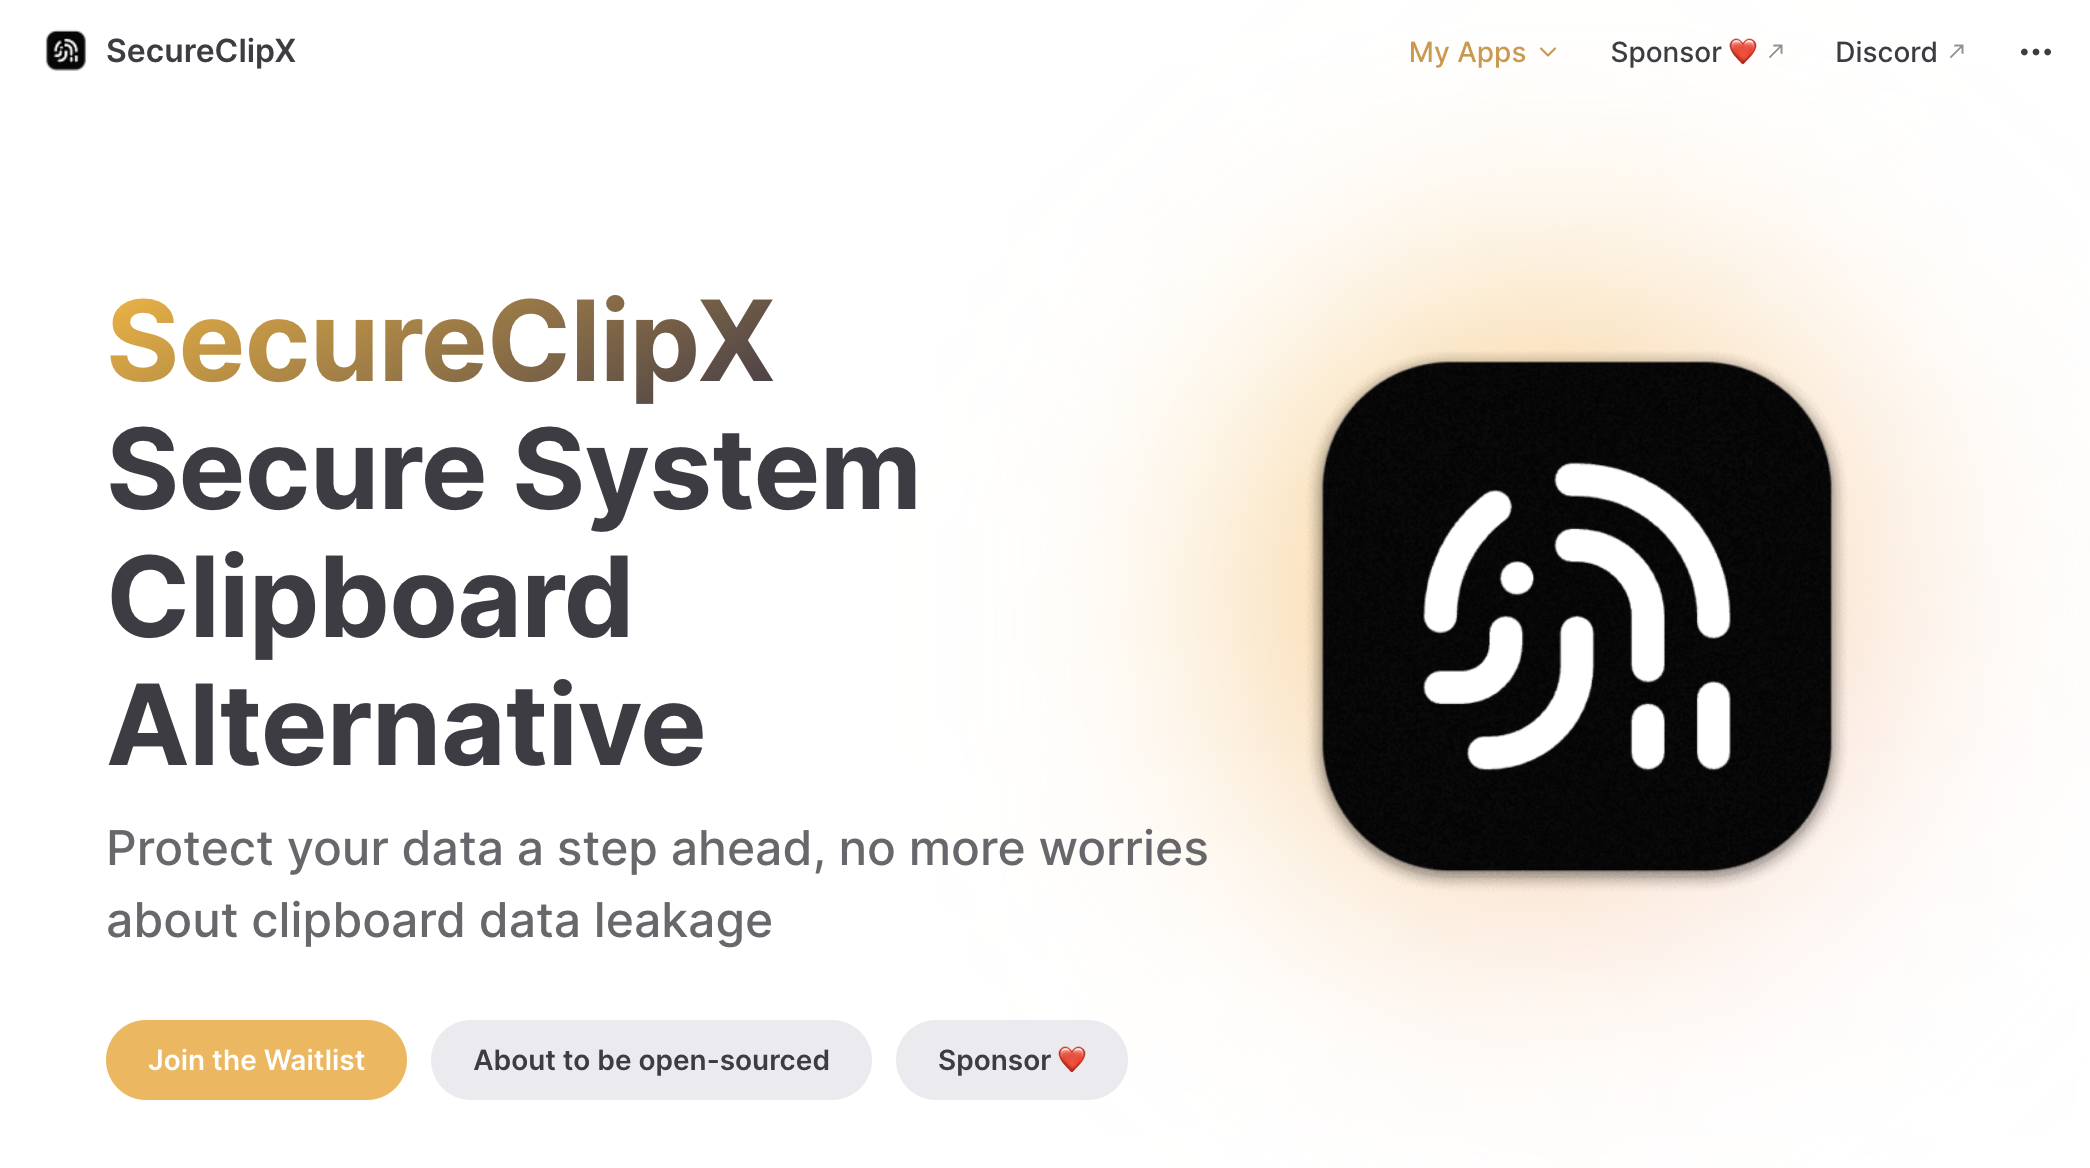 SecureClipX
My Apps
Sponsor ❤️ ↗
Discord ↗
SecureClipX
Secure System
Clipboard
Alternative
Protect your data a step ahead, no more worries
about clipboard data leakage
Join the Waitlist
About to be open-sourced
Sponsor ❤️